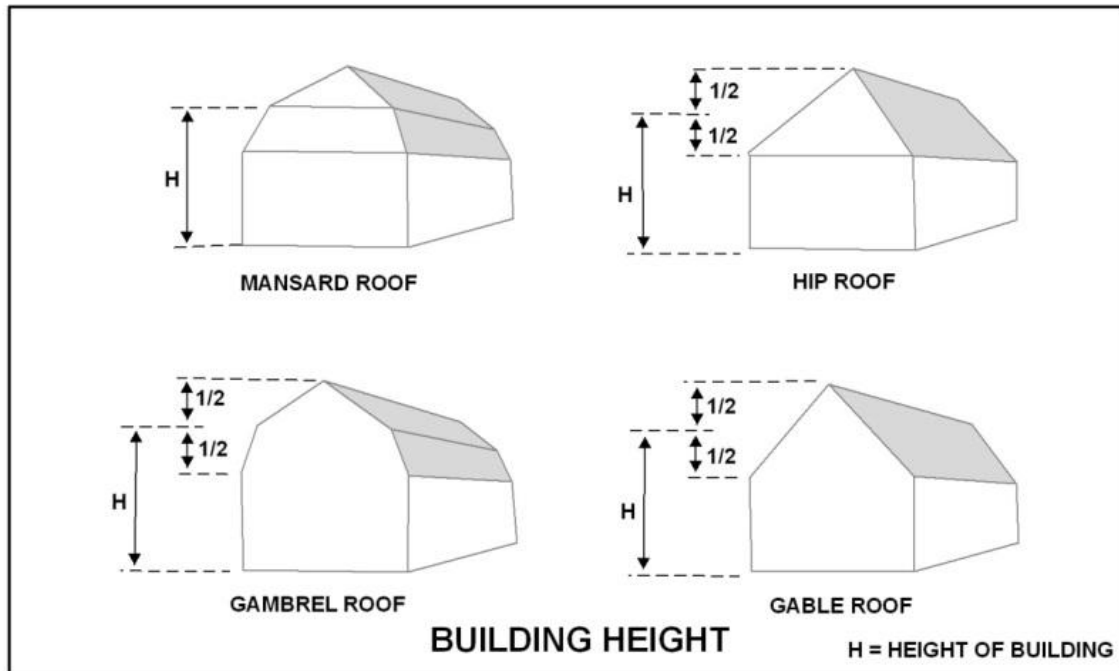 1/2
1/2
H
H
MANSARD ROOF
HIP ROOF
1/2
1/2
H
1/2
1/2
H
GAMBREL ROOF
GABLE ROOF
BUILDING HEIGHT
H = HEIGHT OF BUILDING